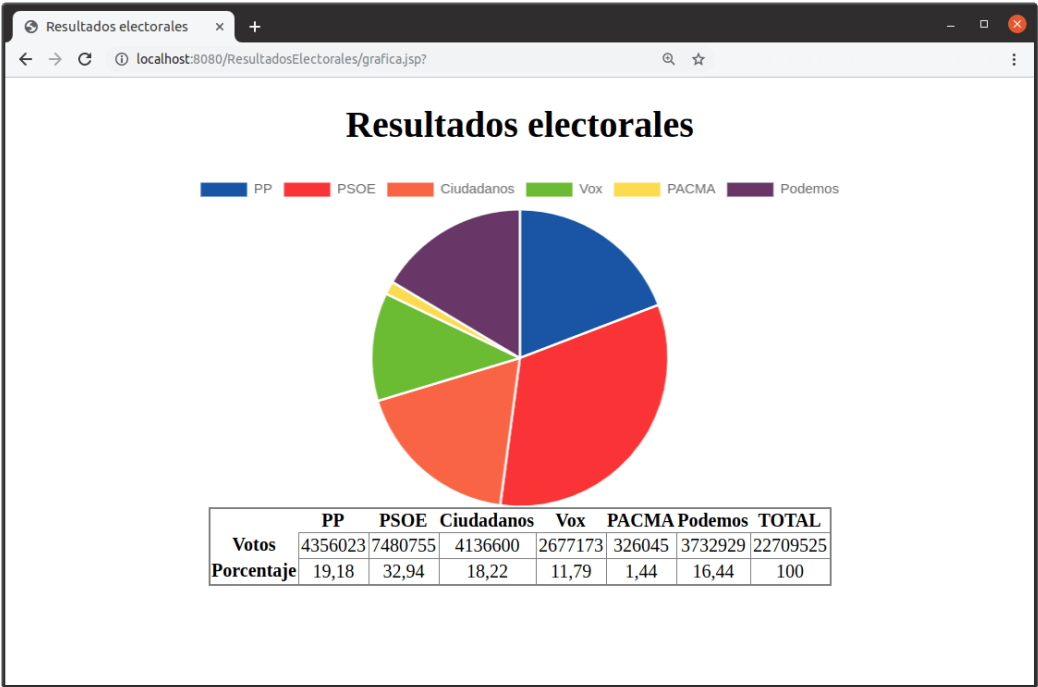 Resultados electorales
localhost:8080/ResultadosElectorales/grafica.jsp?
Resultados electorales
PP PSOE Ciudadanos Vox PACMA Podemos
PP PSOE Ciudadanos Vox PACMA Podemos TOTAL
Votos 4356023 7480755 4136600 2677173 326045 3732929 22709525
Porcentaje 19,18 32,94 18,22 11,79 1,44 16,44 100